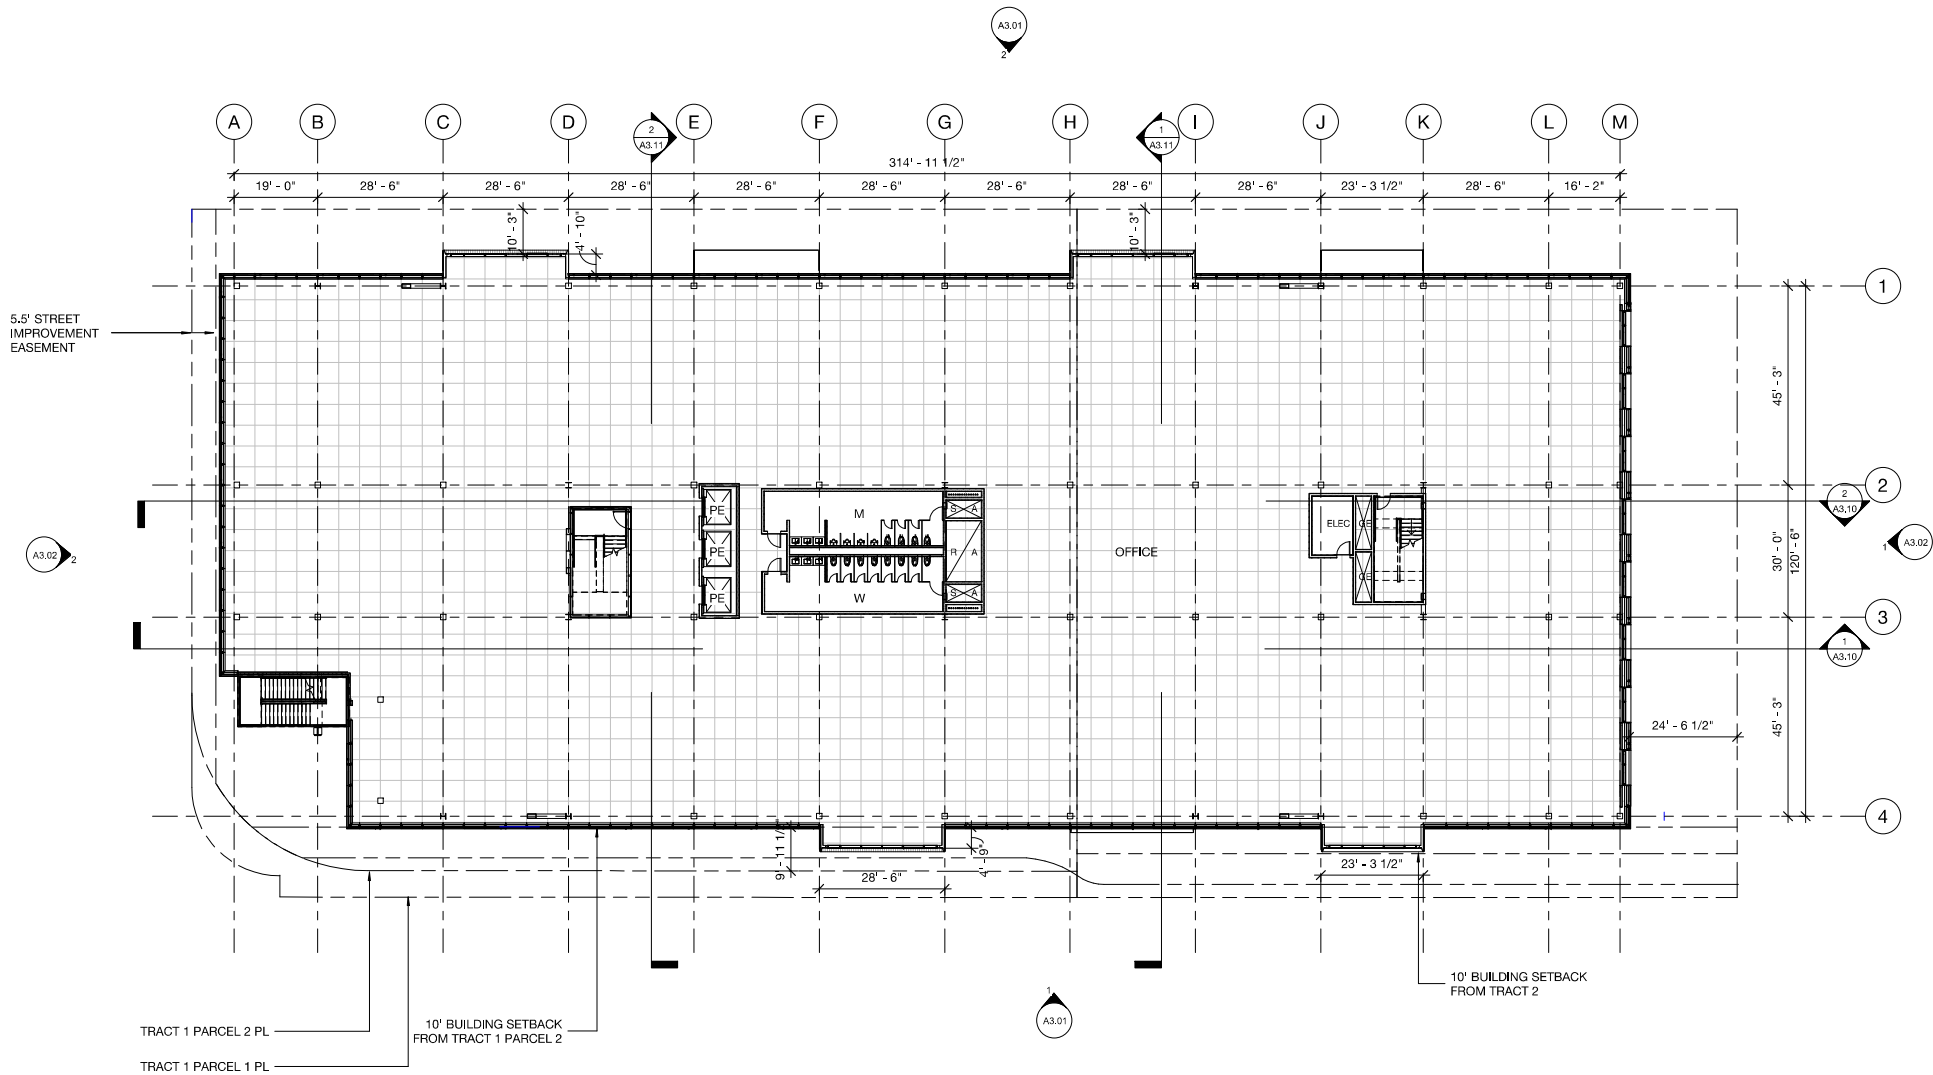 A3.01
2
A
B
C
D
E
F
G
H
I
J
K
L
M
2
A3.11
1
A3.11
314' - 11 1/2"
19' - 0"
28' - 6"
28' - 6"
28' - 6"
28' - 6"
28' - 6"
28' - 6"
28' - 6"
28' - 6"
23' - 3 1/2"
28' - 6"
16' - 2"
10' - 3"
4' - 10"
10' - 3"
1
5.5' STREET
IMPROVEMENT
EASEMENT
45' - 3"
2
2
A3.10
PE
PE
PE
M
W
S A
R A
S A
OFFICE
ELEC
GE
GE
A3.02
2
1
A3.02
30' - 0"
120' - 6"
3
1
A3.10
45' - 3"
24' - 6 1/2"
4
9' - 11 1/2"
4' - 9"
28' - 6"
23' - 3 1/2"
10' BUILDING SETBACK
FROM TRACT 2
1
A3.01
10' BUILDING SETBACK
FROM TRACT 1 PARCEL 2
TRACT 1 PARCEL 2 PL
TRACT 1 PARCEL 1 PL